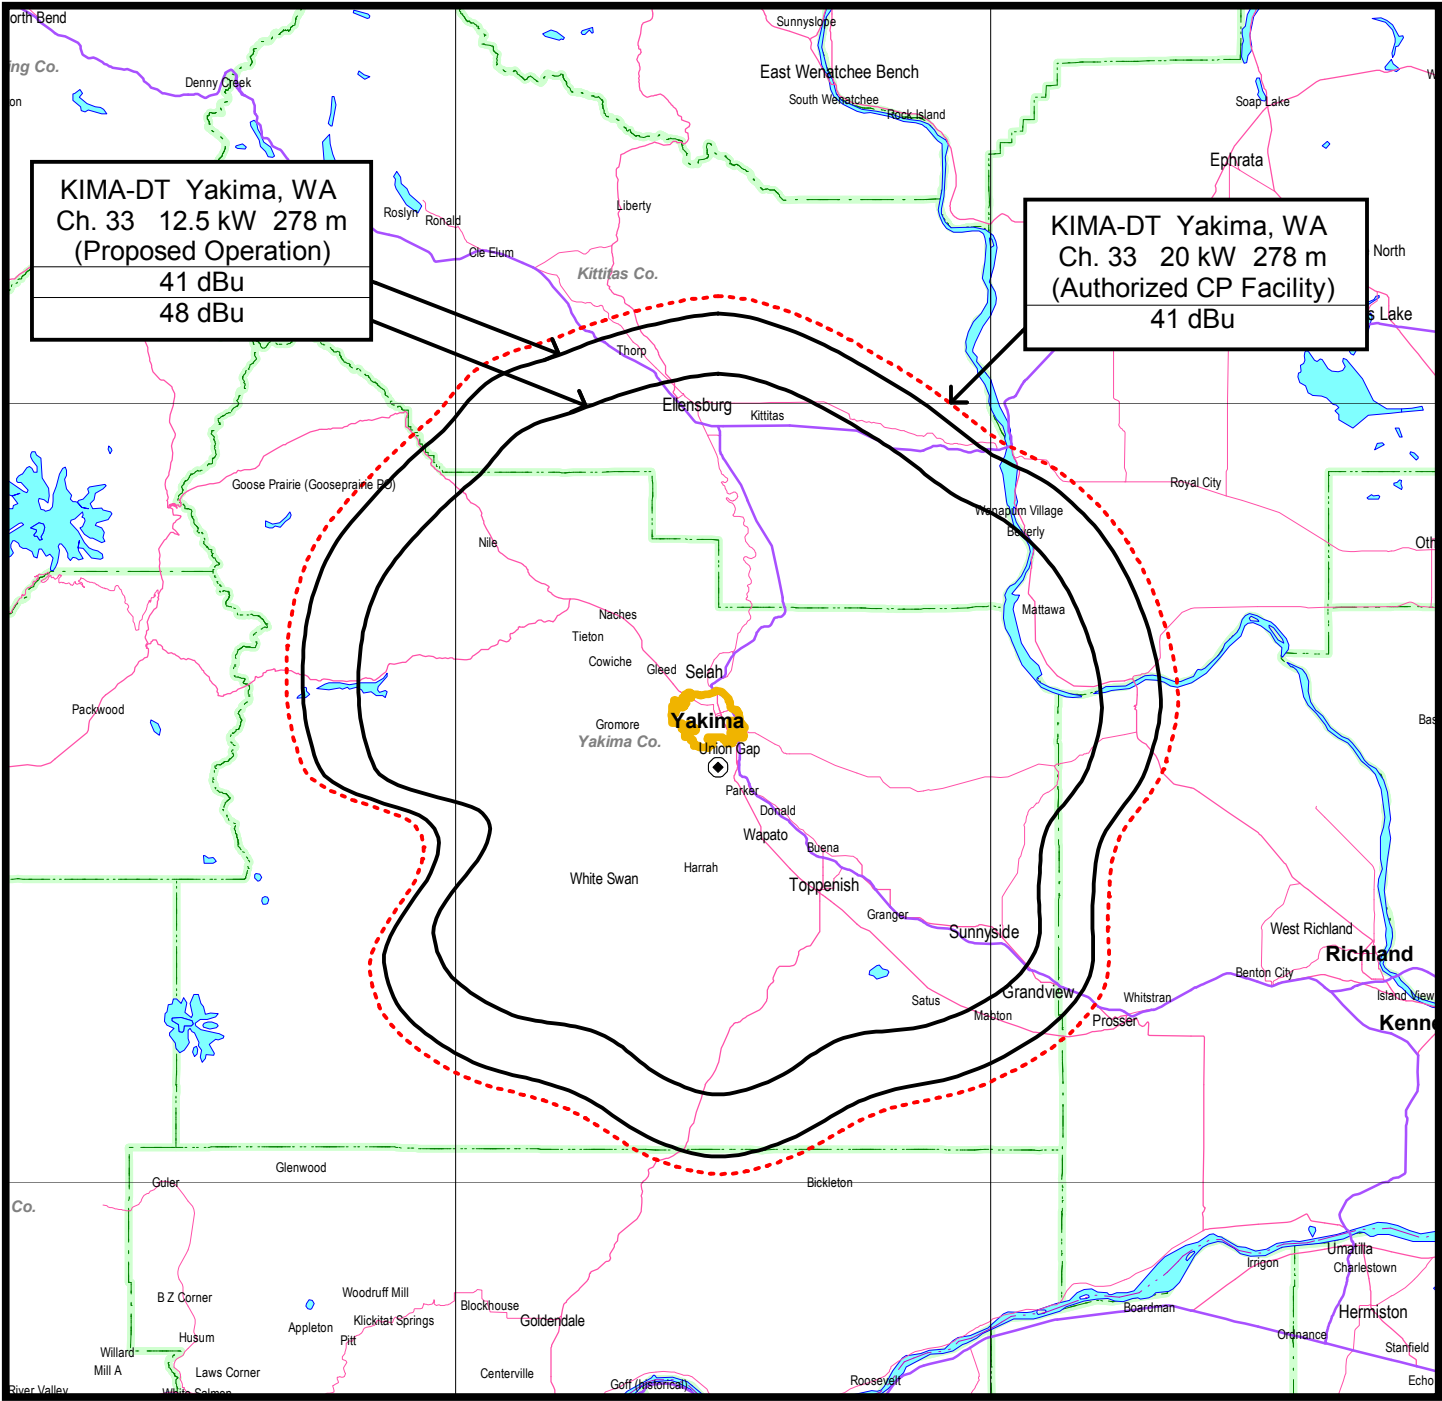 orth Bend
Sunnyslope
ing Co.
Denny Creek
East Wenatchee Bench
on
South Wenatchee
Rock Island
Soap Lake
W
Ephrata
KIMA-DT Yakima, WA
Ch. 33 12.5 kW 278 m
(Proposed Operation)
41 dBu
48 dBu
Roslyn
Ronald
Liberty
Cle Elum
Kittitas Co.
KIMA-DT Yakima, WA
Ch. 33 20 kW 278 m
(Authorized CP Facility)
41 dBu
North
s Lake
Thorp
Ellensburg
Kittitas
Goose Prairie (Gooseprairie PO)
Royal City
Wanapum Village
Beverly
Nile
Oth
Naches
Mattawa
Tieton
Cowiche
Gleed
Selah
Packwood
Gromore
Yakima
Yakima Co.
Bas
Union Gap
Parker
Donald
Wapato
Buena
Harrah
White Swan
Toppenish
Granger
Sunnyside
West Richland
Richland
Benton City
Grandview
Whitstran
Island View
Satus
Mabton
Prosser
Kenne
Glenwood
Guler
Bickleton
Co.
Umatilla
Irrigon
Charlestown
B Z Corner
Woodruff Mill
Blockhouse
Boardman
Hermiston
Appleton
Klickitat Springs
Goldendale
Husum
Pitt
Ordnance
Stanfield
Willard
Mill A
Laws Corner
Centerville
Roosevelt
Echo
Goff (historical)
River Valley
White Salmon